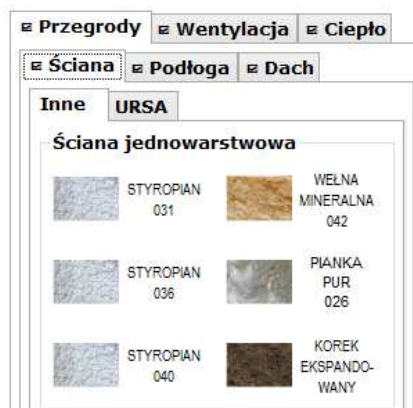 Przegrody Wentylacja Ciepło
Ściana Podłoga Dach
Inne URSA
Ściana jednowarstwowa
STYROPIAN
031
WEŁNA
MINERALNA
042
STYROPIAN
036
PIANKA
PUR
026
STYROPIAN
040
KOREK
EKSPANDO-
WANY